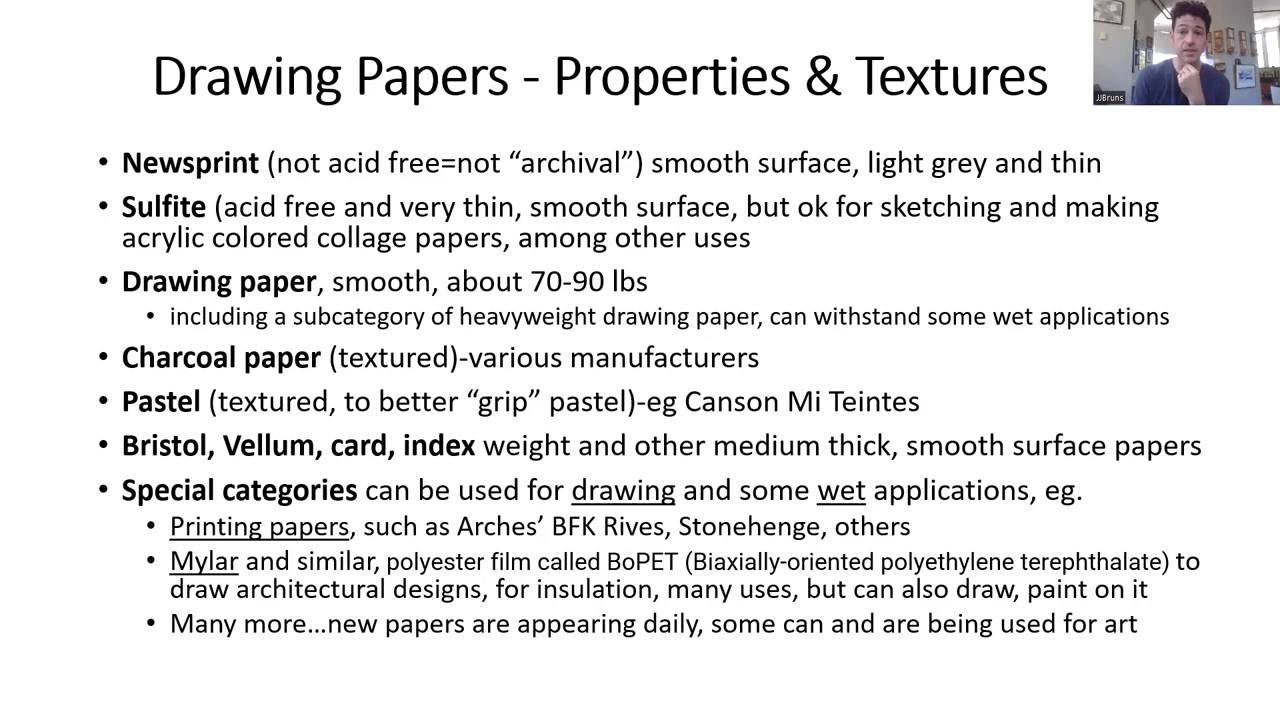 Drawing Papers - Properties & Textures
JJBruns
• Newsprint (not acid free=not “archival”) smooth surface, light grey and thin
• Sulfite (acid free and very thin, smooth surface, but ok for sketching and making
acrylic colored collage papers, among other uses
• Drawing paper, smooth, about 70-90 lbs
• including a subcategory of heavyweight drawing paper, can withstand some wet applications
• Charcoal paper (textured)-various manufacturers
• Pastel (textured, to better “grip” pastel)-eg Canson Mi Teintes
• Bristol, Vellum, card, index weight and other medium thick, smooth surface papers
• Special categories can be used for drawing and some wet applications, eg.
• Printing papers, such as Arches’ BFK Rives, Stonehenge, others
• Mylar and similar, polyester film called BoPET (Biaxially-oriented polyethylene terephthalate) to
draw architectural designs, for insulation, many uses, but can also draw, paint on it
• Many more…new papers are appearing daily, some can and are being used for art